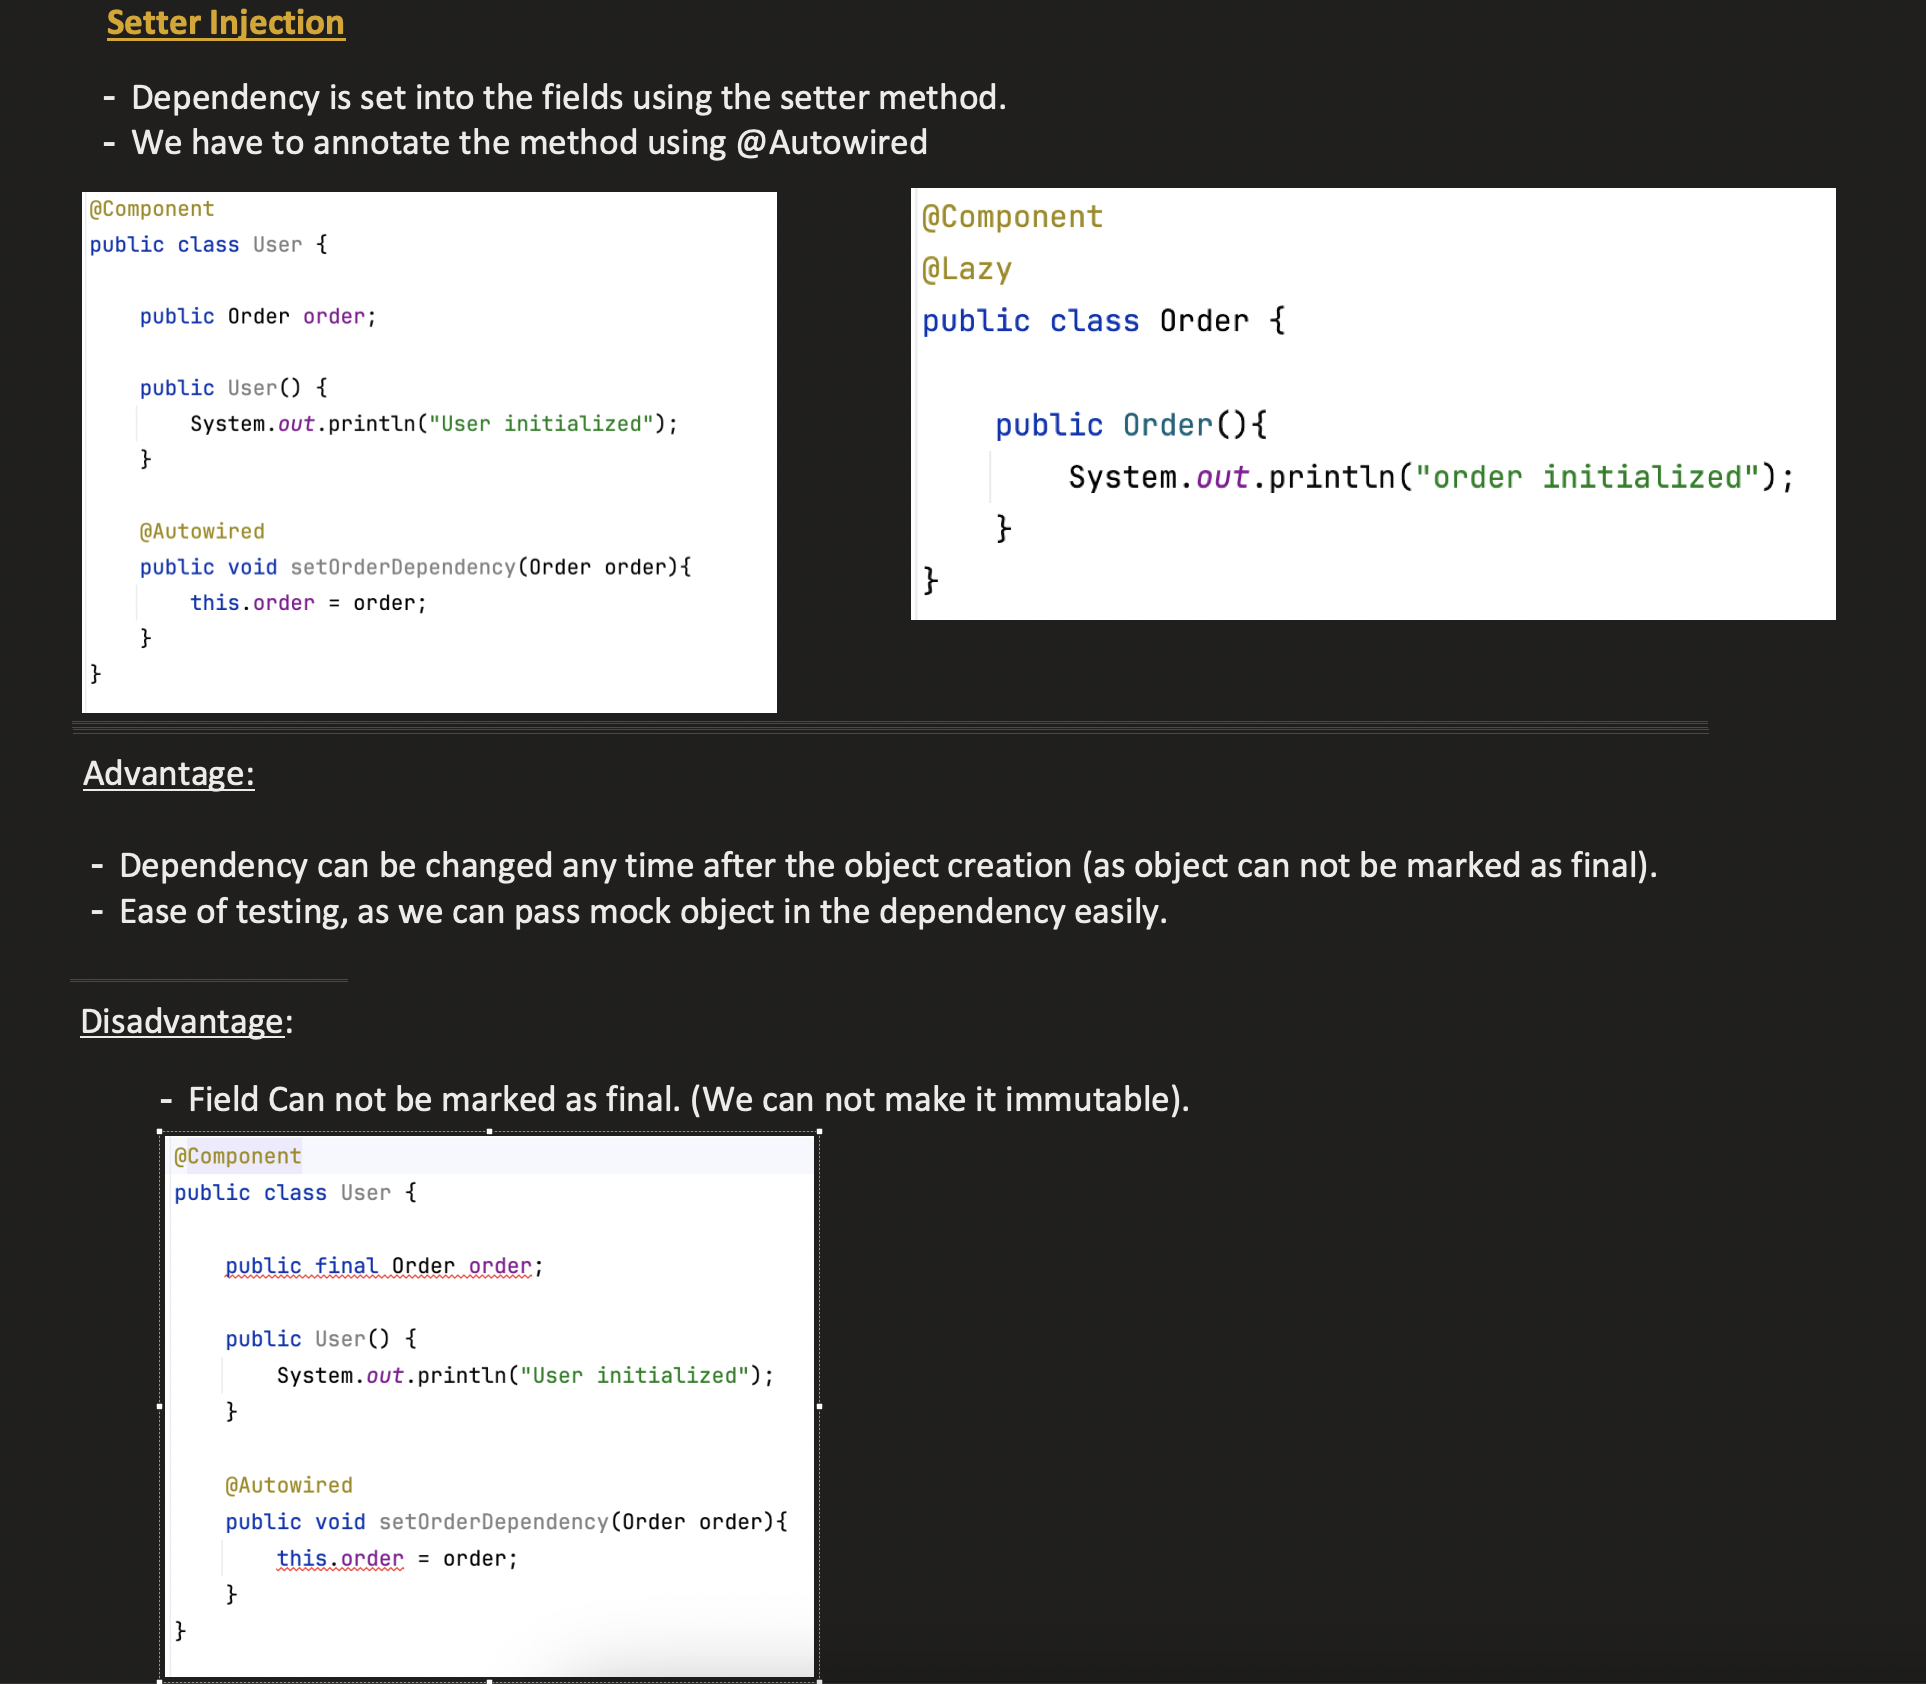 Setter Injection
- Dependency is set into the fields using the setter method.
- We have to annotate the method using @Autowired
@Component
public class User {
public Order order;
public User() {
System.out.println("User initialized");
}
@Autowired
public void setOrderDependency(Order order){
this.order = order;
}
}
@Component
@Lazy
public class Order {
public Order(){
System.out.println("order initialized");
}
}
Advantage:
- Dependency can be changed any time after the object creation (as object can not be marked as final).
- Ease of testing, as we can pass mock object in the dependency easily.
Disadvantage:
- Field Can not be marked as final. (We can not make it immutable).
@Component
public class User {
public final Order order;
public User() {
System.out.println("User initialized");
}
@Autowired
public void setOrderDependency(Order order){
this.order = order;
}
}